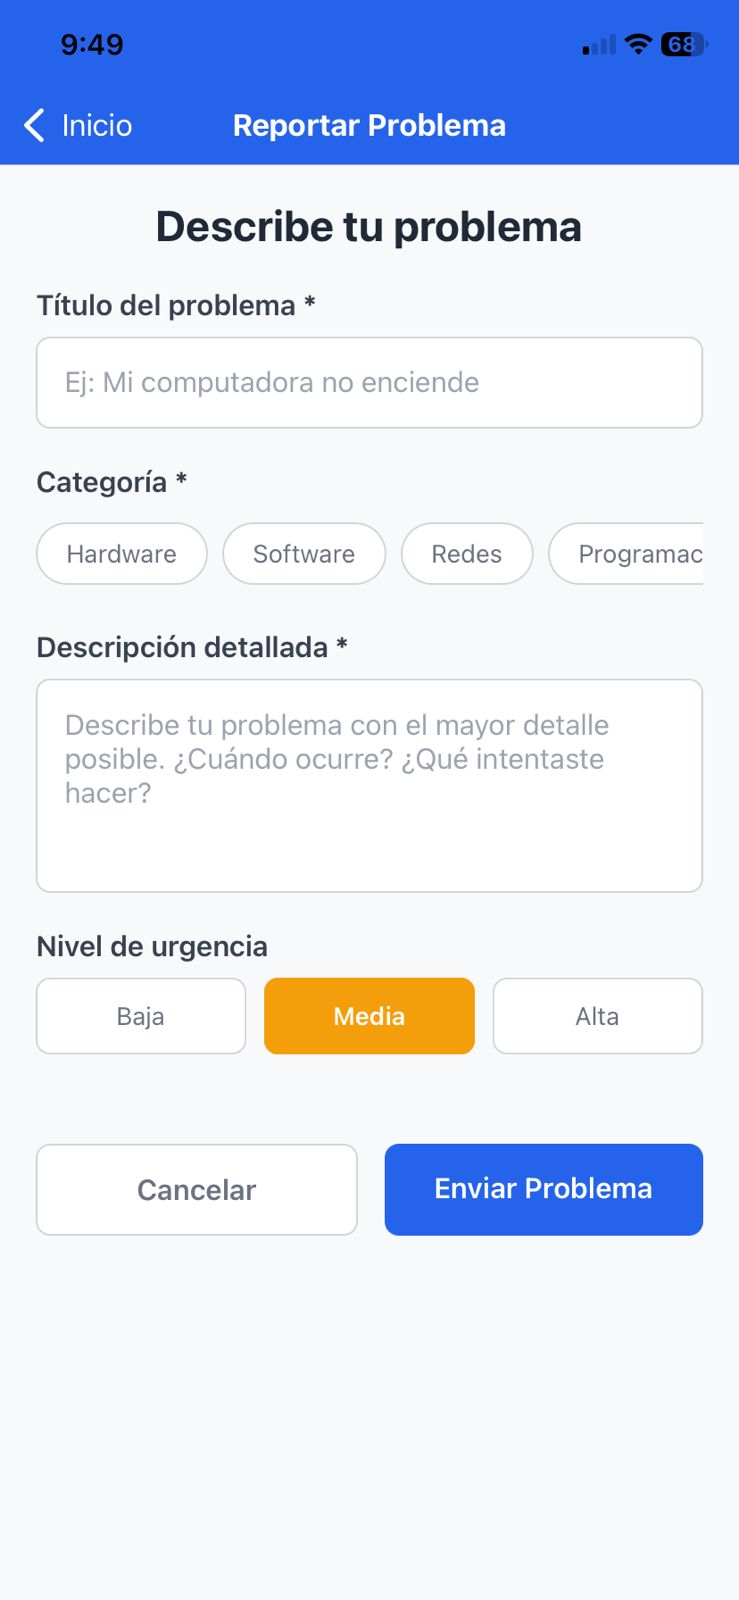 9:49
68
Inicio
Reportar Problema
Describe tu problema
Título del problema *
Ej: Mi computadora no enciende
Categoría *
Hardware
Software
Redes
Programac
Descripción detallada *
Describe tu problema con el mayor detalle
posible. ¿Cuándo ocurre? ¿Qué intentaste
hacer?
Nivel de urgencia
Baja
Media
Alta
Cancelar
Enviar Problema